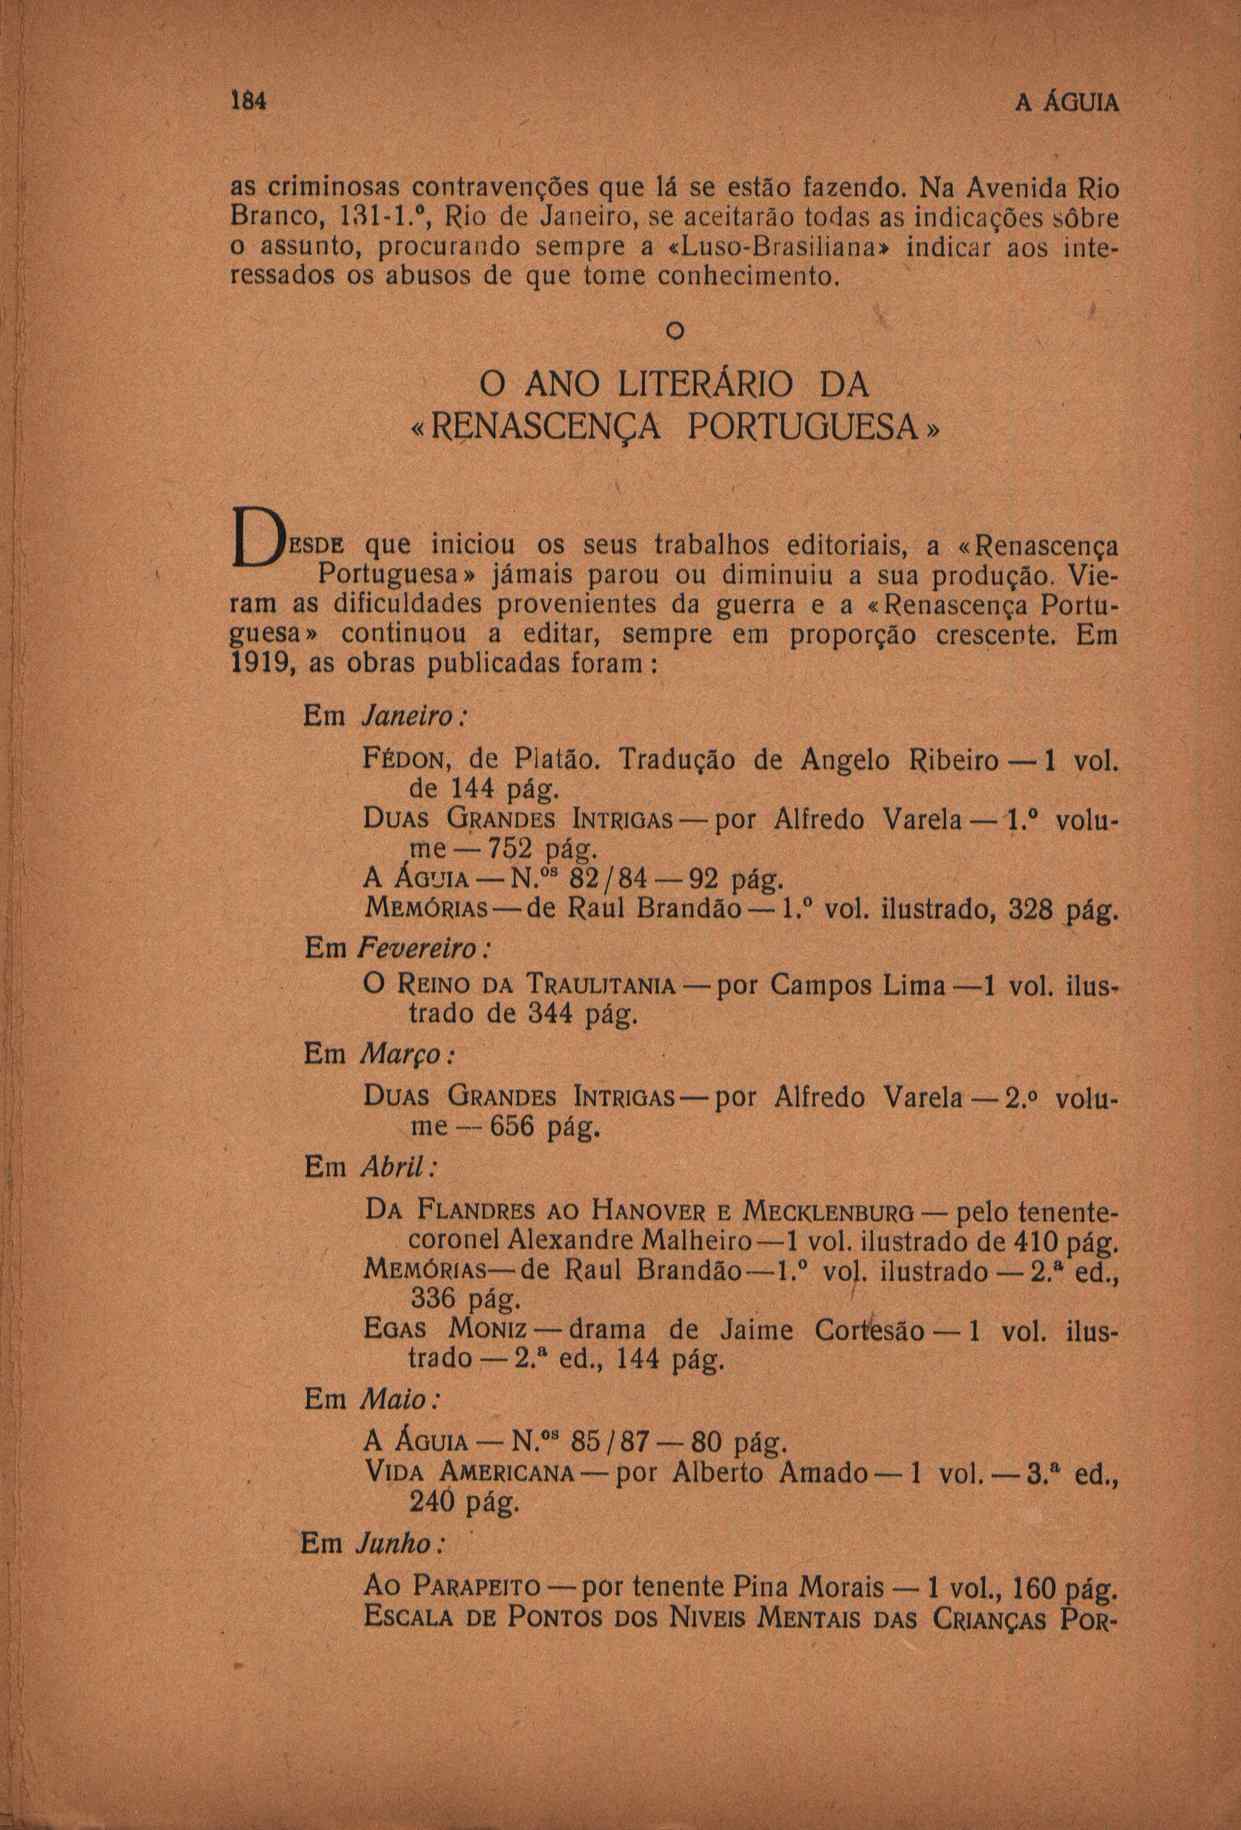 184 A ÁGUIA
as criminosas contravenções que lá se estão fazendo. Na Avenida Rio
Branco, 131-1.º, Rio de Janeiro, se aceitarão todas as indicações sôbre
o assunto, procurando sempre a «Luso-Brasiliana» indicar aos inte-
ressados os abusos de que tome conhecimento.
O
O ANO LITERÁRIO DA
«RENASCENÇA PORTUGUESA»
DESDE que iniciou os seus trabalhos editoriais, a «Renascença
Portuguesa» jámais parou ou diminuiu a sua produção. Vie-
ram as dificuldades provenientes da guerra e a «Renascença Portu-
guesa» continuou a editar, sempre em proporção crescente. Em
1919, as obras publicadas foram:
Em Janeiro:
FÉDON, de Platão. Tradução de Angelo Ribeiro — 1 vol.
de 144 pág.
DUAS GRANDES INTRIGAS — por Alfredo Varela — 1.º volu-
me — 752 pág.
A ÁGUIA — N.ºˢ 82/84 — 92 pág.
MEMÓRIAS — de Raul Brandão — 1.º vol. ilustrado, 328 pág.
Em Fevereiro:
O REINO DA TRAULITANIA — por Campos Lima — 1 vol. ilus-
trado de 344 pág.
Em Março:
DUAS GRANDES INTRIGAS — por Alfredo Varela — 2.º volu-
me — 656 pág.
Em Abril:
DA FLANDRES AO HANOVER E MECKLENBURG — pelo tenente-
coronel Alexandre Malheiro — 1 vol. ilustrado de 410 pág.
MEMÓRIAS — de Raul Brandão — 1.º vol. ilustrado — 2.ª ed.,
336 pág.
EGAS MONIZ — drama de Jaime Cortesão — 1 vol. ilus-
trado — 2.ª ed., 144 pág.
Em Maio:
A ÁGUIA — N.ºˢ 85/87 — 80 pág.
VIDA AMERICANA — por Alberto Amado — 1 vol. — 3.ª ed.,
240 pág.
Em Junho:
AO PARAPEITO — por tenente Pina Morais — 1 vol., 160 pág.
ESCALA DE PONTOS DOS NIVEIS MENTAIS DAS CRIANÇAS POR-